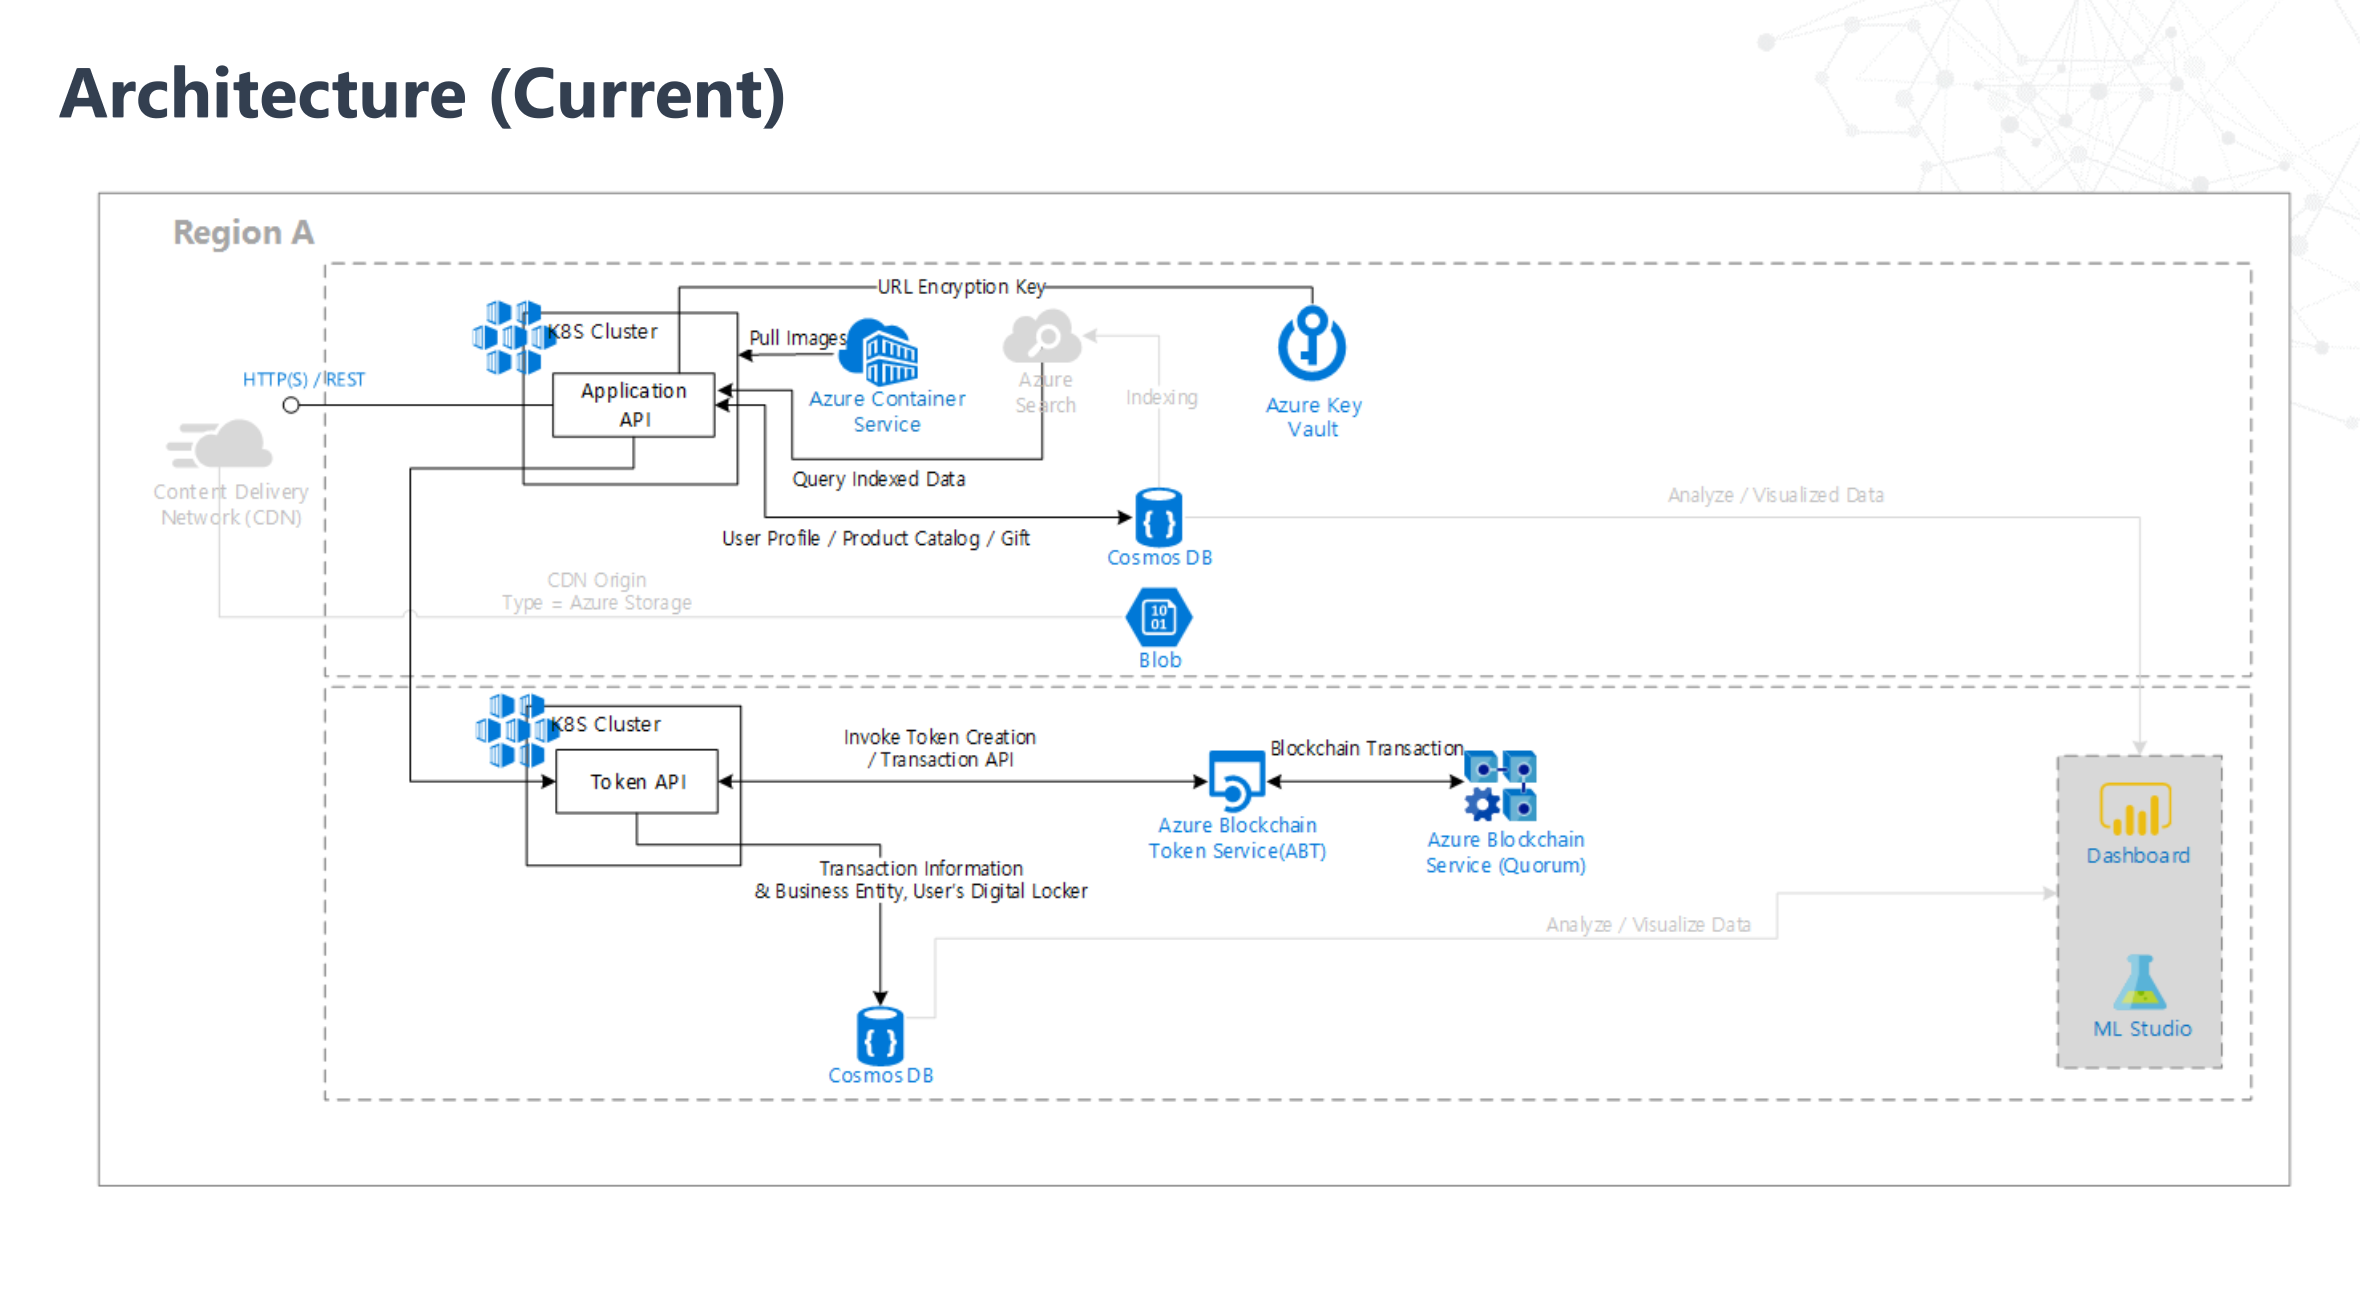 Architecture (Current)
Region A
URL Encryption Key
K8S Cluster
Pull Images
HTTP(S) / REST
Application
API
Azure Container
Service
Azure
Search
Indexing
Azure Key
Vault
Content Delivery
Network (CDN)
Query Indexed Data
Analyze / Visualized Data
User Profile / Product Catalog / Gift
Cosmos DB
CDN Origin
Type = Azure Storage
10
01
Blob
K8S Cluster
Token API
Invoke Token Creation
/ Transaction API
Blockchain Transaction
Azure Blockchain
Token Service(ABT)
Azure Blockchain
Service (Quorum)
Dashboard
Transaction Information
& Business Entity, User's Digital Locker
Analyze / Visualize Data
ML Studio
Cosmos DB